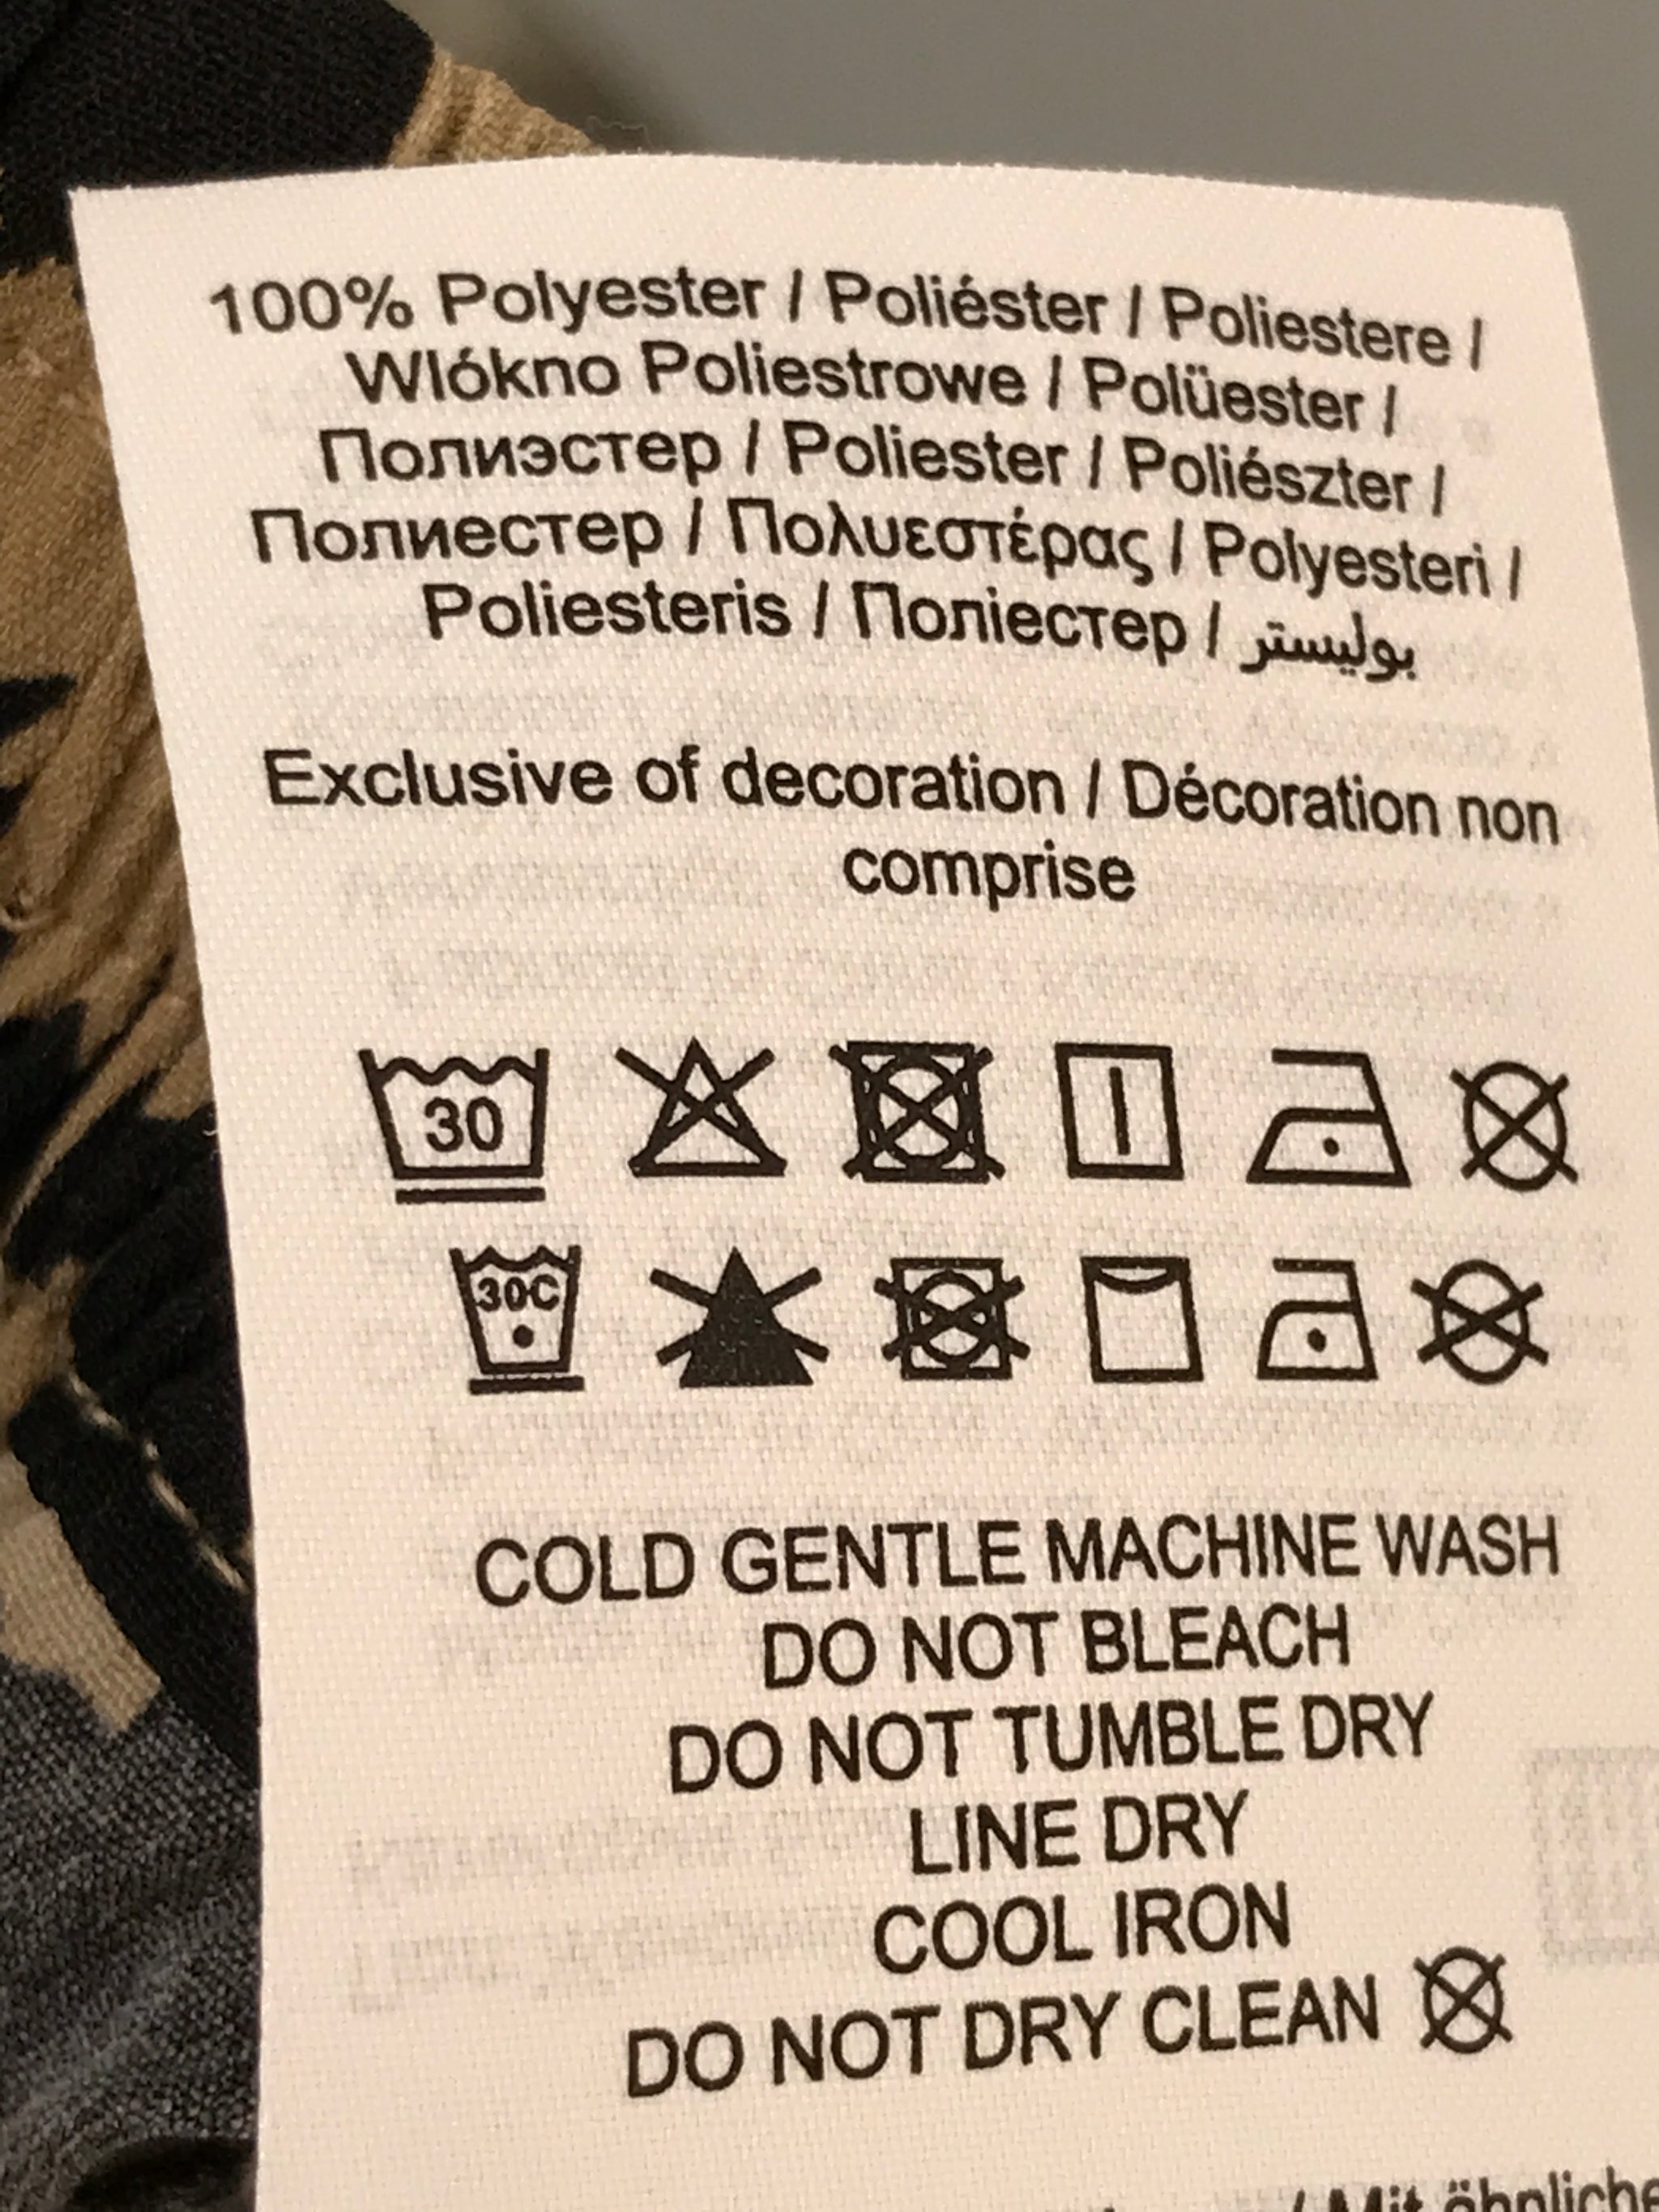 100% Polyester / Poliéster / Poliestere /
Wlókno Poliestrowe / Polüester /
Полиэстер / Poliester / Poliészter /
Полиестер / Πολυεστέρας / Polyesteri /
Poliesteris / Поліестер / بوليستر
Exclusive of decoration / Décoration non
comprise
30
30C
COLD GENTLE MACHINE WASH
DO NOT BLEACH
DO NOT TUMBLE DRY
LINE DRY
COOL IRON
DO NOT DRY CLEAN
/ Mit ähnliche